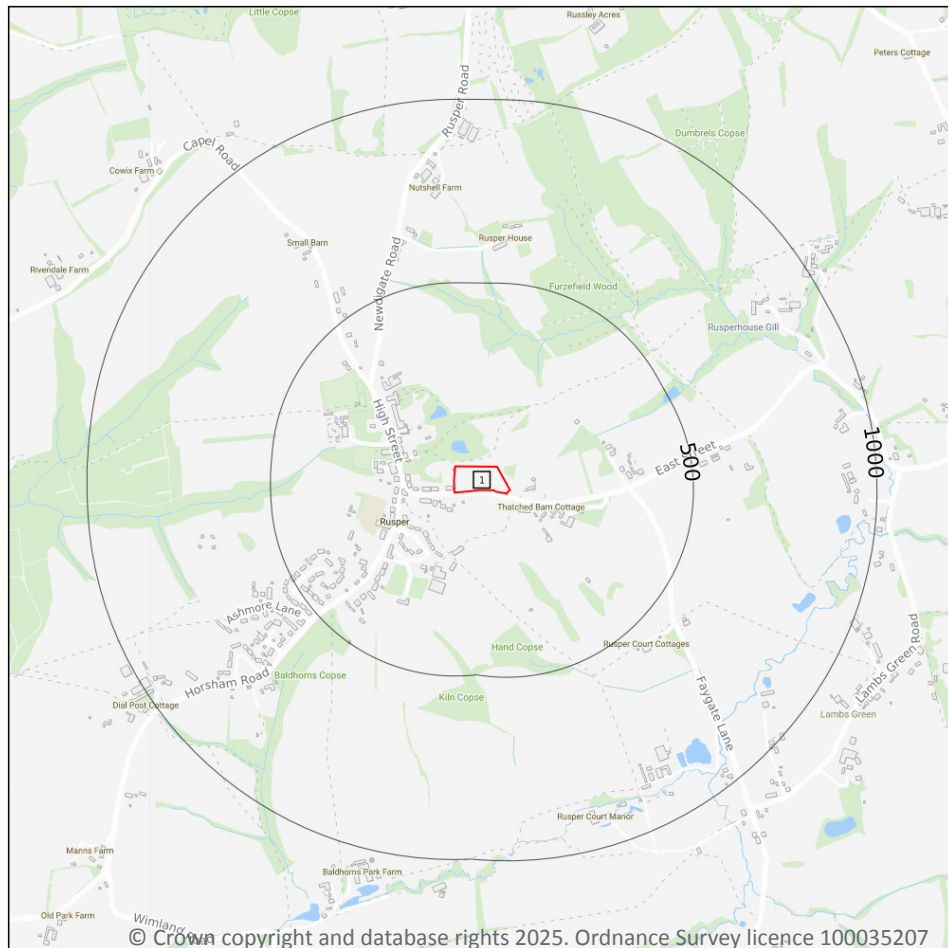 Little Copse
Russley Acres
Peters Cottage
Rusper Road
Dumbrels Copse
Capel Road
Cowix Farm
Nutshell Farm
Small Barn
Rusper House
Rivendale Farm
Newdigate Road
Furzefield Wood
Rusperhouse Gill
High Street
1000
500
East Street
1
Thatched Barn Cottage
Rusper
Ashmore Lane
Hand Copse
Rusper Court Cottages
Horsham Road
Baldhorns Copse
Lambs Green Road
Kiln Copse
Dial Post Cottage
Faygate Lane
Lambs Green
Rusper Court Manor
Manns Farm
Baldhorns Park Farm
Old Park Farm
Wimland
© Crown copyright and database rights 2025. Ordnance Survey licence 100035207